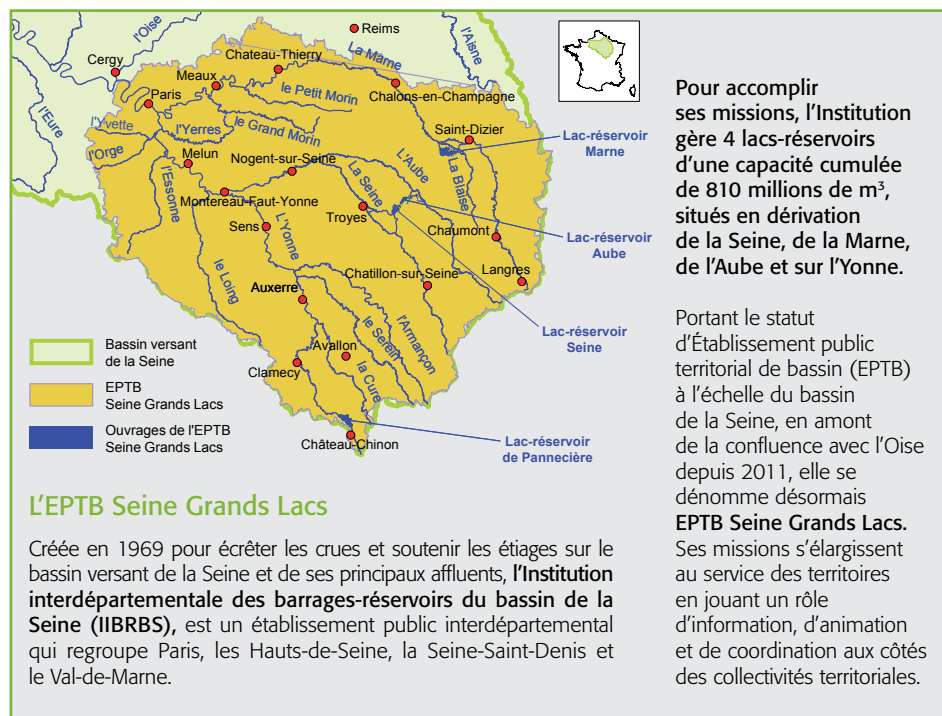 l'Oise
Reims
l'Aisne
Cergy
La Marne
Chateau-Thierry
Meaux
le Petit Morin
Chalons-en-Champagne
Paris
l'Eure
l'Yvette
l'Yerres
le Grand Morin
Saint-Dizier
Lac-réservoir
Marne
l'Orge
Melun
Nogent-sur-Seine
l'Aube
La Blaise
l'Essonne
La Seine
Montereau-Faut-Yonne
Troyes
Sens
L'Yonne
Chaumont
Lac-réservoir
Aube
le Loing
Chatillon-sur-Seine
Langres
Auxerre
le Serein
l'Armançon
Lac-réservoir
Seine
Avallon
Clamecy
la Cure
Château-Chinon
Lac-réservoir
de Pannecière
Bassin versant
de la Seine
EPTB
Seine Grands Lacs
Ouvrages de l'EPTB
Seine Grands Lacs
L'EPTB Seine Grands Lacs
Créée en 1969 pour écrêter les crues et soutenir les étiages sur le
bassin versant de la Seine et de ses principaux affluents, l'Institution
interdépartementale des barrages-réservoirs du bassin de la
Seine (IIBRBS), est un établissement public interdépartemental
qui regroupe Paris, les Hauts-de-Seine, la Seine-Saint-Denis et
le Val-de-Marne.
Pour accomplir
ses missions, l'Institution
gère 4 lacs-réservoirs
d'une capacité cumulée
de 810 millions de m³,
situés en dérivation
de la Seine, de la Marne,
de l'Aube et sur l'Yonne.
Portant le statut
d'Établissement public
territorial de bassin (EPTB)
à l'échelle du bassin
de la Seine, en amont
de la confluence avec l'Oise
depuis 2011, elle se
dénomme désormais
EPTB Seine Grands Lacs.
Ses missions s'élargissent
au service des territoires
en jouant un rôle
d'information, d'animation
et de coordination aux côtés
des collectivités territoriales.